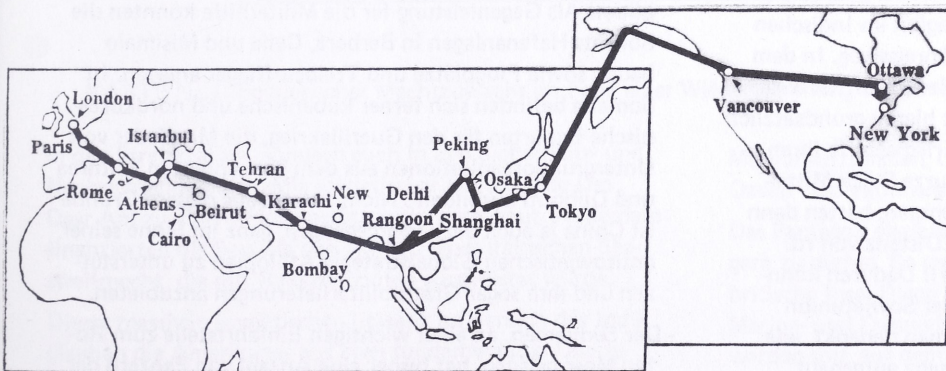 London
Paris
Istanbul
Rome
Athens
Beirut
Cairo
Tehran
Karachi
New Delhi
Bombay
Rangoon
Peking
Shanghai
Osaka
Tokyo
Vancouver
Ottawa
New York